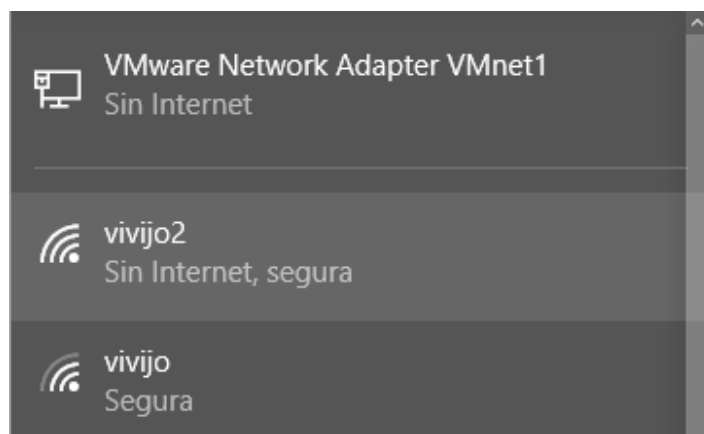 VMware Network Adapter VMnet1
Sin Internet
vivijo2
Sin Internet, segura
vivijo
Segura